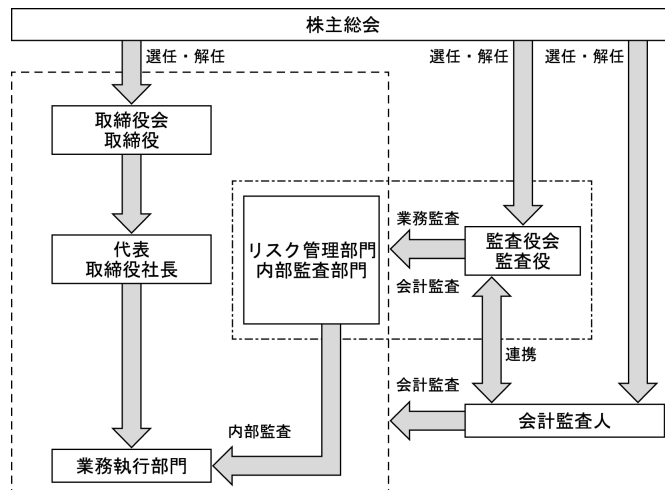 株主総会
選任・解任
選任・解任
選任・解任
取締役会
取締役
代表
取締役社長
リスク管理部門
内部監査部門
業務監査
会計監査
監査役会
監査役
連携
会計監査
会計監査人
内部監査
業務執行部門